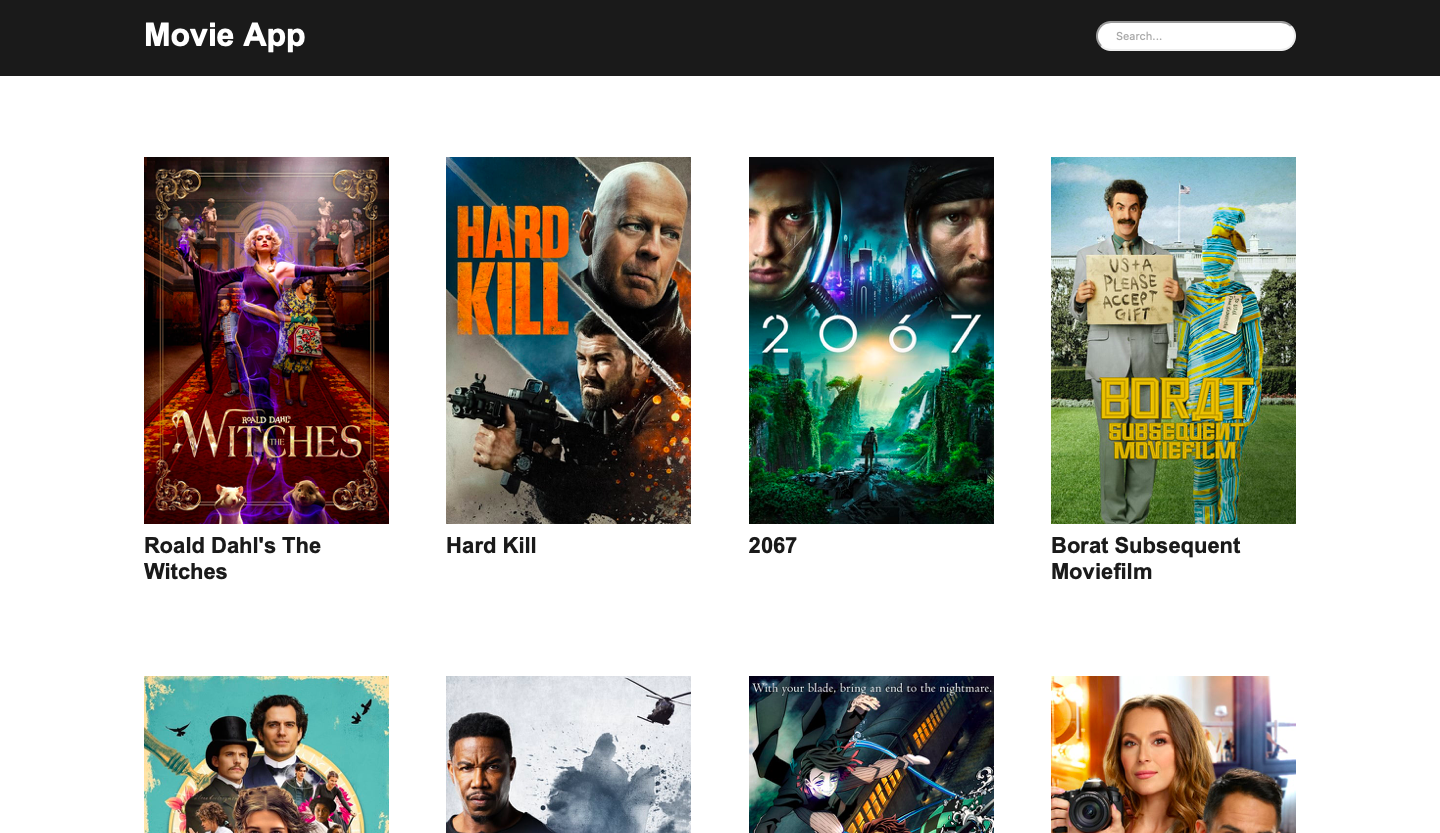 Movie App
Search...
ROALD DAHL'S
THE
WITCHES
HARD
KILL
2067
US+A
PLEASE
ACCEPT
GIFT
BORAT
SUBSEQUENT
MOVIEFILM
Roald Dahl's The
Witches
Hard Kill
2067
Borat Subsequent
Moviefilm
With your blade, bring an end to the nightmare.